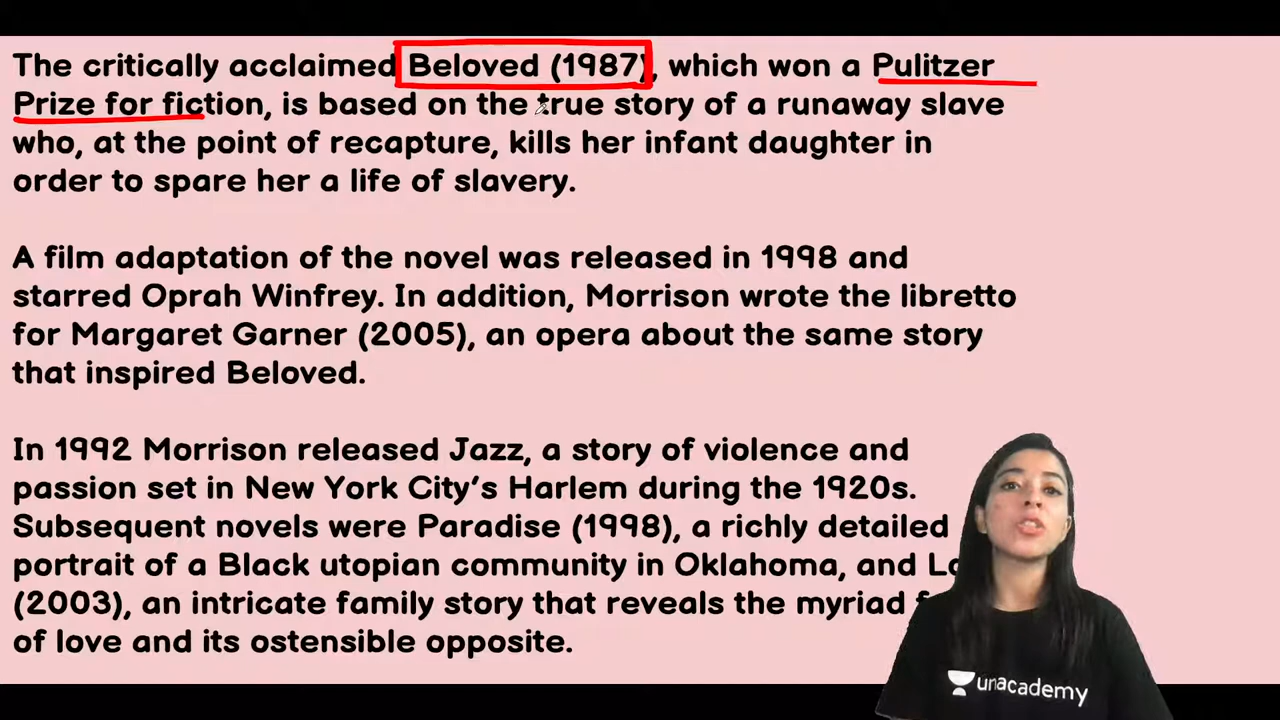 The critically acclaimed Beloved (1987), which won a Pulitzer
Prize for fiction, is based on the true story of a runaway slave
who, at the point of recapture, kills her infant daughter in
order to spare her a life of slavery.
A film adaptation of the novel was released in 1998 and
starred Oprah Winfrey. In addition, Morrison wrote the libretto
for Margaret Garner (2005), an opera about the same story
that inspired Beloved.
In 1992 Morrison released Jazz, a story of violence and
passion set in New York City's Harlem during the 1920s.
Subsequent novels were Paradise (1998), a richly detailed
portrait of a Black utopian community in Oklahoma, and
(2003), an intricate family story that reveals the myriad
of love and its ostensible opposite.
unacademy